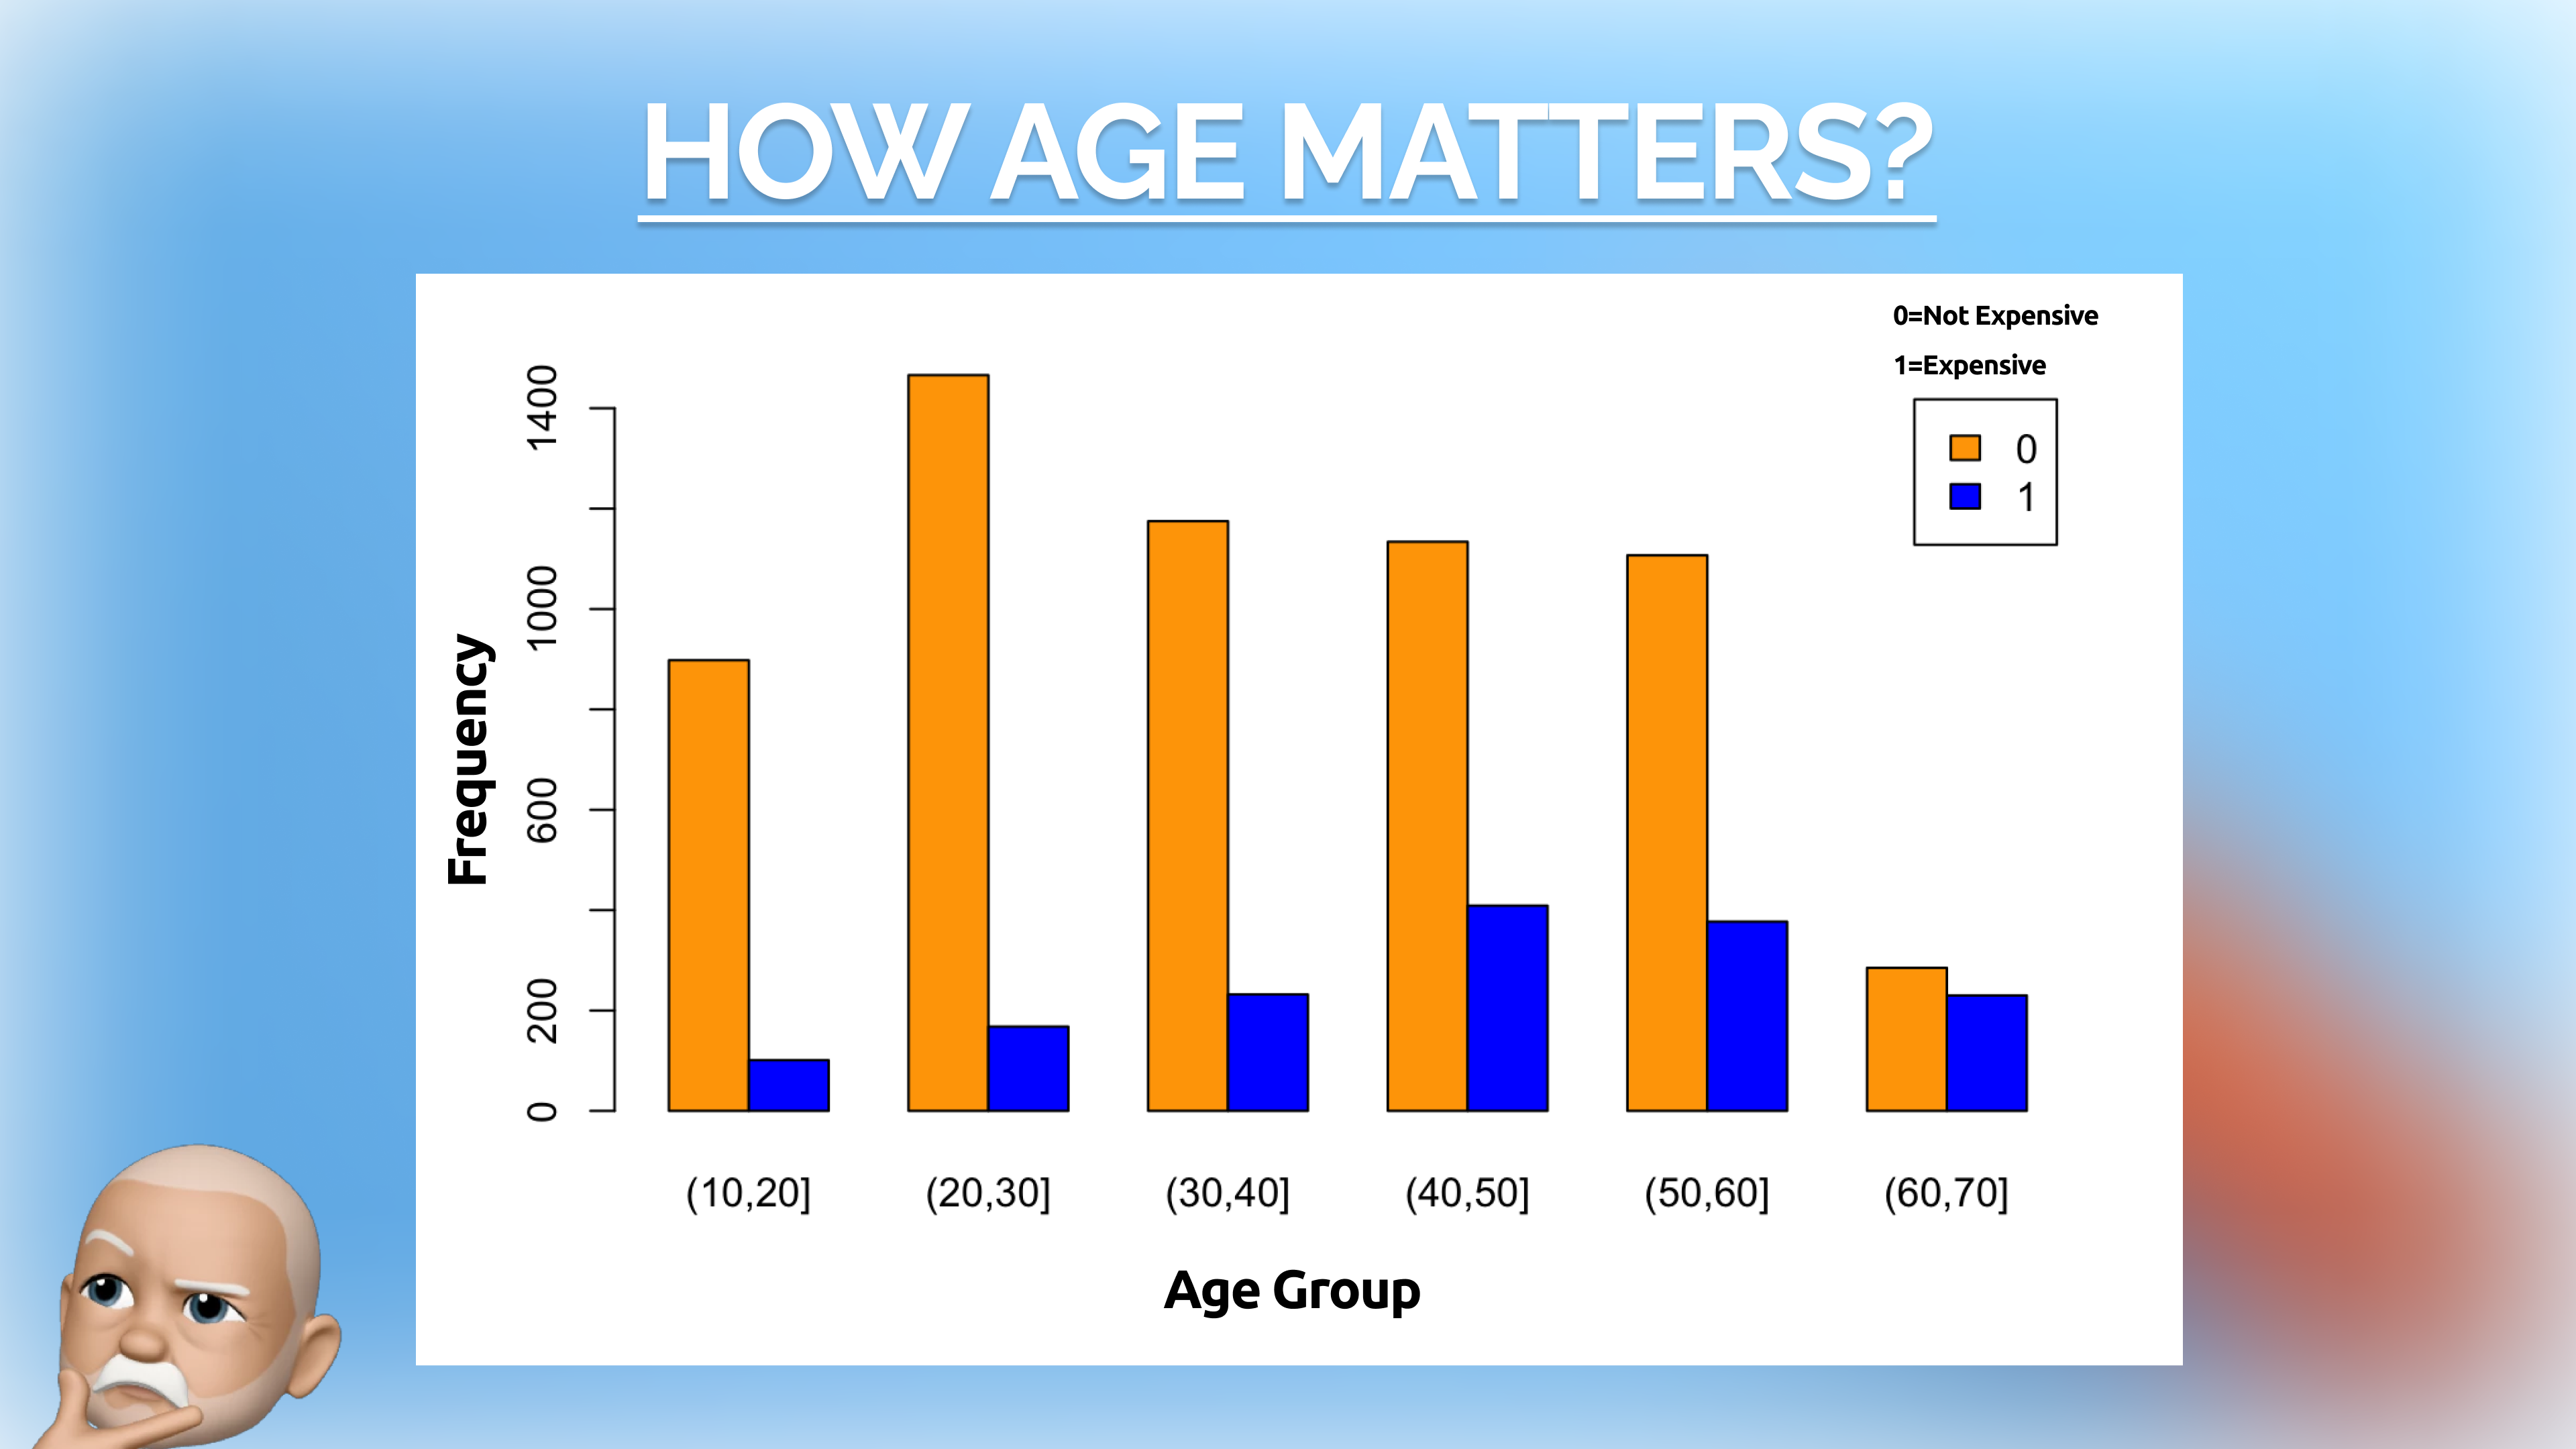 HOW AGE MATTERS?
0=Not Expensive
1=Expensive
0
1
Frequency
1400
1000
600
200
0
(10,20] (20,30] (30,40] (40,50] (50,60] (60,70]
Age Group